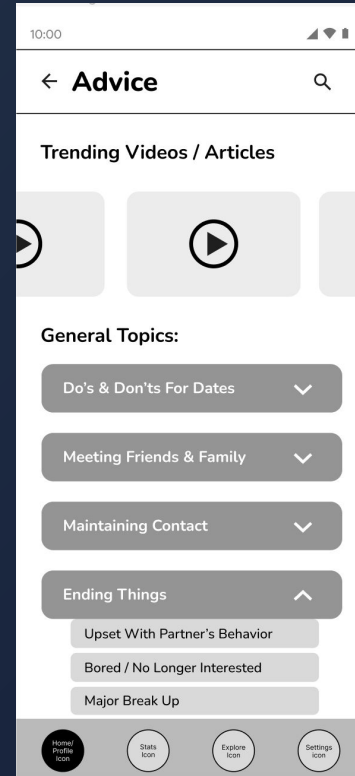 10:00
Advice
Trending Videos / Articles
General Topics:
Do's & Don'ts For Dates
Meeting Friends & Family
Maintaining Contact
Ending Things
Upset With Partner's Behavior
Bored / No Longer Interested
Major Break Up
Home/
Profile
Icon
Stats
Icon
Explore
Icon
Settings
icon